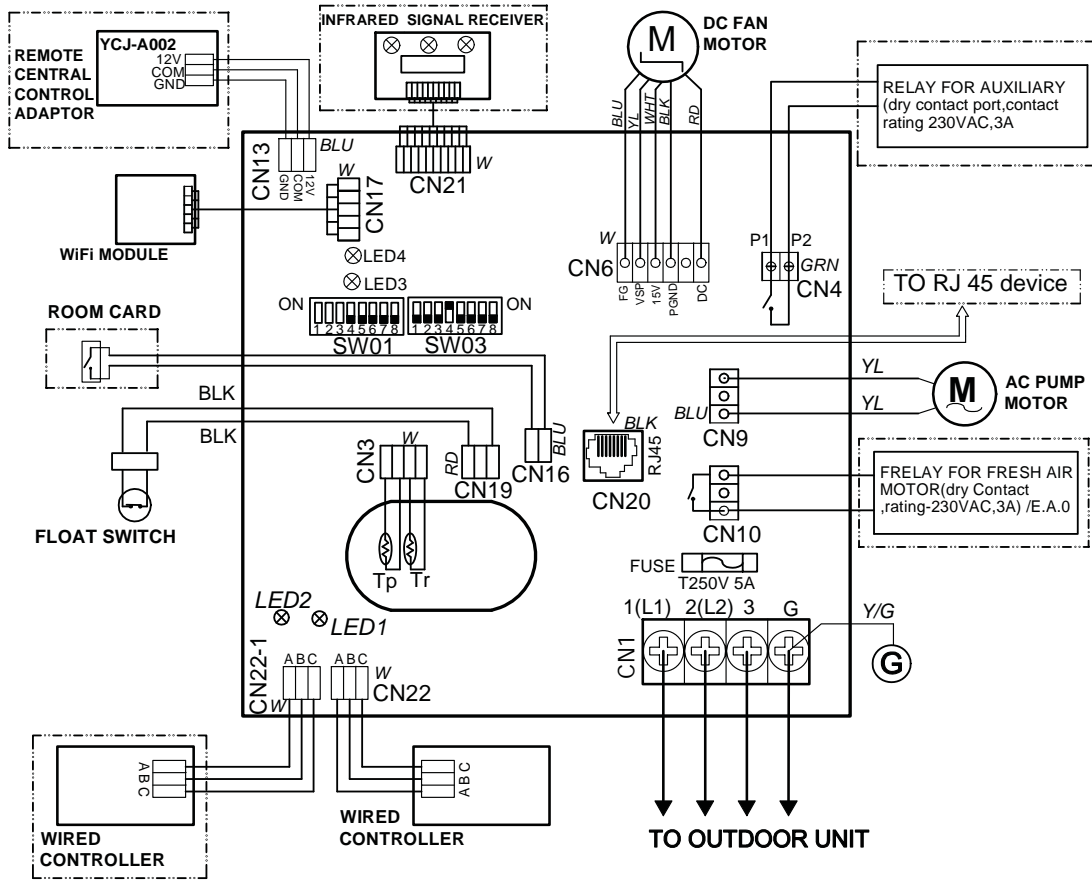 REMOTE
CENTRAL
CONTROL
ADAPTOR
YCJ-A002
12V
COM
GND
INFRARED SIGNAL RECEIVER
M
DC FAN
MOTOR
RELAY FOR AUXILIARY
(dry contact port,contact
rating 230VAC,3A
BLU
YL
WHT
BLK
RD
CN13
BLU
GND
COM
12V
W
CN21
W
CN17
WiFi MODULE
LED4
LED3
W
CN6
FG
VSP
15V
PGND
DC
P1 P2
GRN
CN4
TO RJ 45 device
ON
1 2 3 4 5 6 7 8
SW01
1 2 3 4 5 6 7 8
ON
SW03
ROOM CARD
BLK
BLK
FLOAT SWITCH
CN3
W
RD
CN19
CN16
BLU
BLK
RJ45
CN20
BLU
CN9
YL
YL
M
AC PUMP
MOTOR
CN10
FRELAY FOR FRESH AIR
MOTOR(dry Contact
,rating-230VAC,3A) /E.A.0
Tp Tr
FUSE
T250V 5A
LED2
LED1
1(L1) 2(L2) 3 G
CN1
Y/G
G
CN22-1
W
A B C
A B C
W
CN22
A
B
C
WIRED
CONTROLLER
A B C
A B C
WIRED
CONTROLLER
TO OUTDOOR UNIT